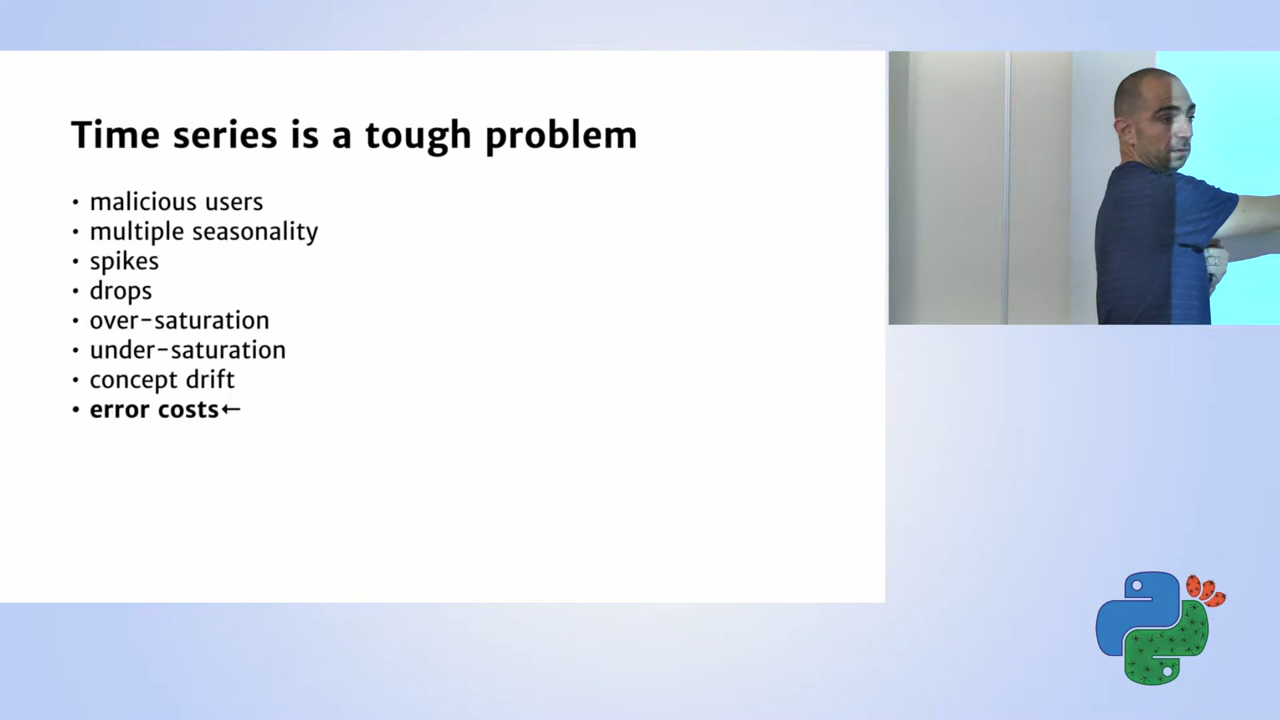 Time series is a tough problem
• malicious users
• multiple seasonality
• spikes
• drops
• over-saturation
• under-saturation
• concept drift
• error costs←